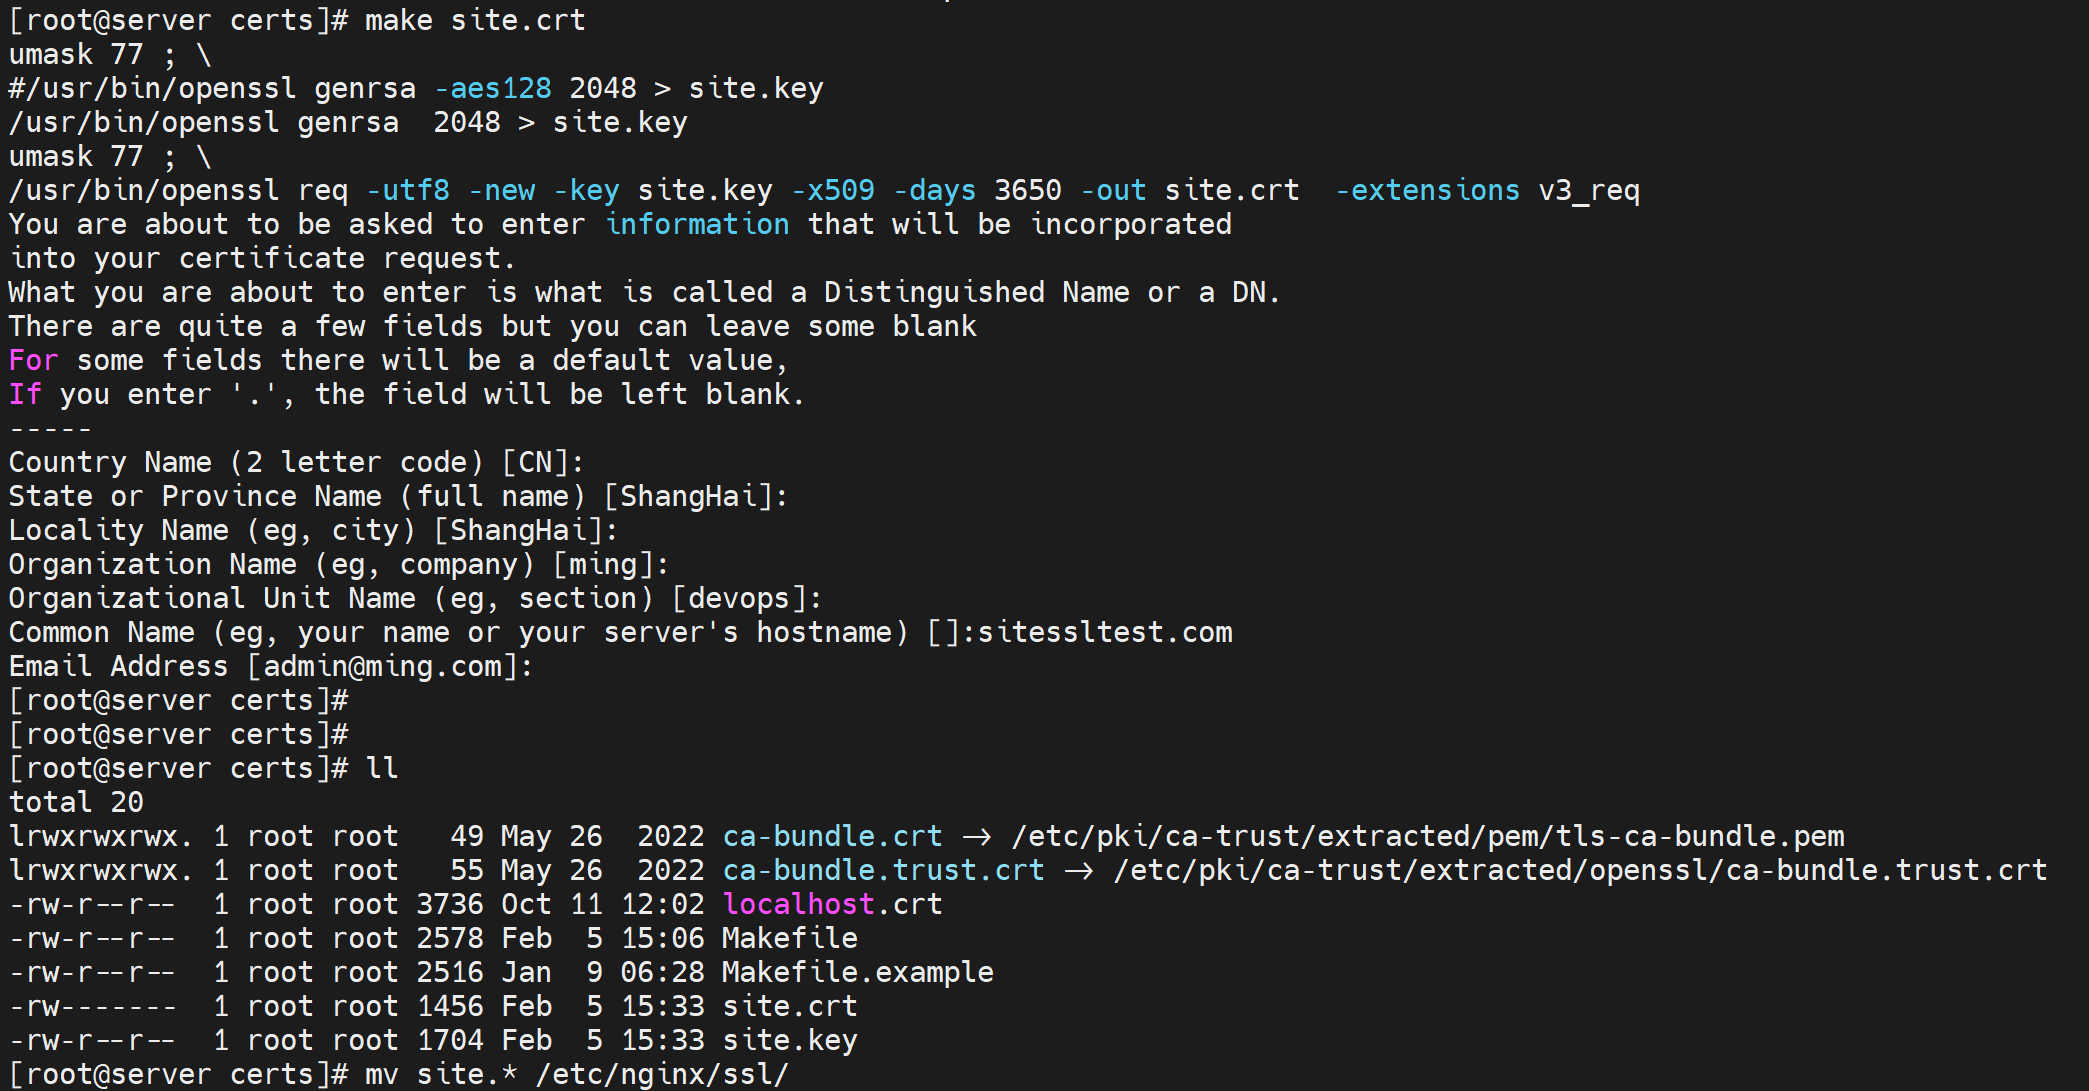 [root@server certs]# make site.crt
umask 77 ; \
#/usr/bin/openssl genrsa -aes128 2048 > site.key
/usr/bin/openssl genrsa  2048 > site.key
umask 77 ; \
/usr/bin/openssl req -utf8 -new -key site.key -x509 -days 3650 -out site.crt  -extensions v3_req
You are about to be asked to enter information that will be incorporated
into your certificate request.
What you are about to enter is what is called a Distinguished Name or a DN.
There are quite a few fields but you can leave some blank
For some fields there will be a default value,
If you enter '.', the field will be left blank.
-----
Country Name (2 letter code) [CN]:
State or Province Name (full name) [ShangHai]:
Locality Name (eg, city) [ShangHai]:
Organization Name (eg, company) [ming]:
Organizational Unit Name (eg, section) [devops]:
Common Name (eg, your name or your server's hostname) []:sitessltest.com
Email Address [admin@ming.com]:
[root@server certs]#
[root@server certs]#
[root@server certs]# ll
total 20
lrwxrwxrwx. 1 root root   49 May 26  2022 ca-bundle.crt -> /etc/pki/ca-trust/extracted/pem/tls-ca-bundle.pem
lrwxrwxrwx. 1 root root   55 May 26  2022 ca-bundle.trust.crt -> /etc/pki/ca-trust/extracted/openssl/ca-bundle.trust.crt
-rw-r--r--  1 root root 3736 Oct 11 12:02 localhost.crt
-rw-r--r--  1 root root 2578 Feb  5 15:06 Makefile
-rw-r--r--  1 root root 2516 Jan  9 06:28 Makefile.example
-rw-------  1 root root 1456 Feb  5 15:33 site.crt
-rw-r--r--  1 root root 1704 Feb  5 15:33 site.key
[root@server certs]# mv site.* /etc/nginx/ssl/